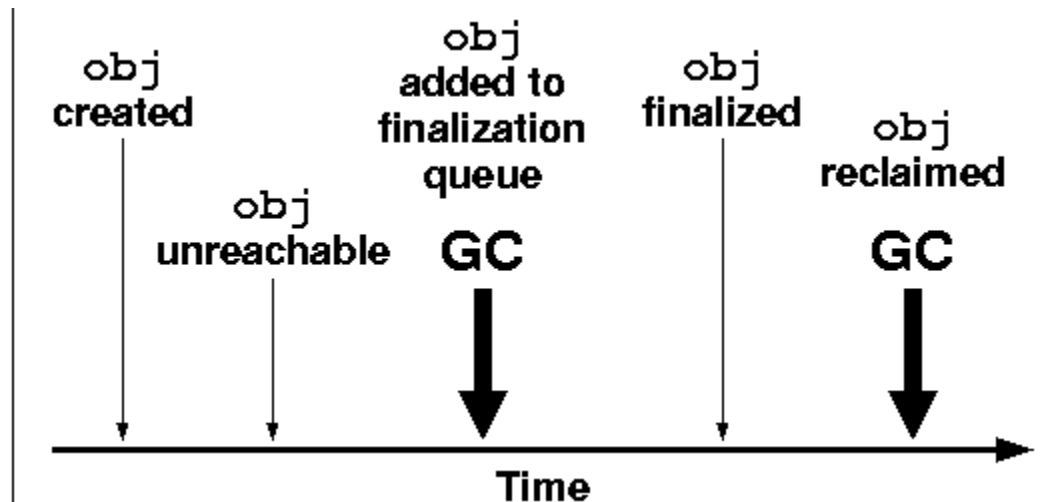 obj
created
obj
unreachable
obj
added to
finalization
queue
GC
obj
finalized
obj
reclaimed
GC
Time